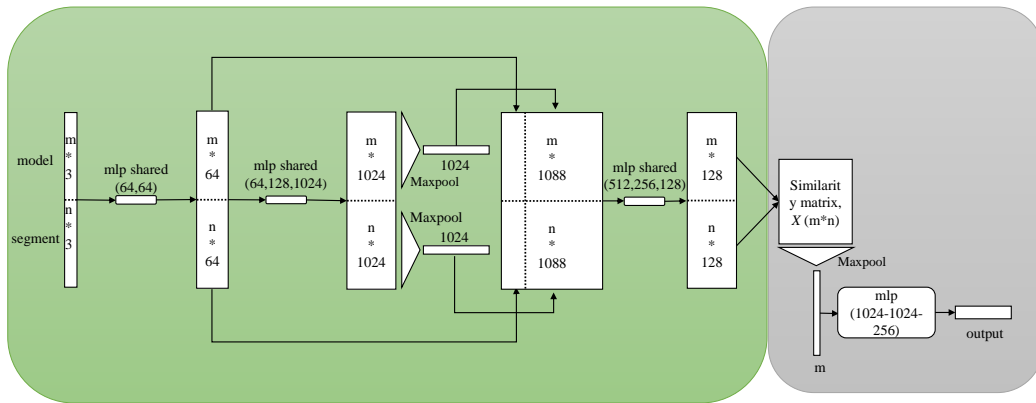 model
segment
m
*
3
n
*
3
mlp shared
(64,64)
m
*
64
n
*
64
mlp shared
(64,128,1024)
m
*
1024
n
*
1024
Maxpool
1024
Maxpool
1024
m
*
1088
n
*
1088
mlp shared
(512,256,128)
m
*
128
n
*
128
Similarit
y matrix,
X (m*n)
Maxpool
m
mlp
(1024-1024-
256)
output